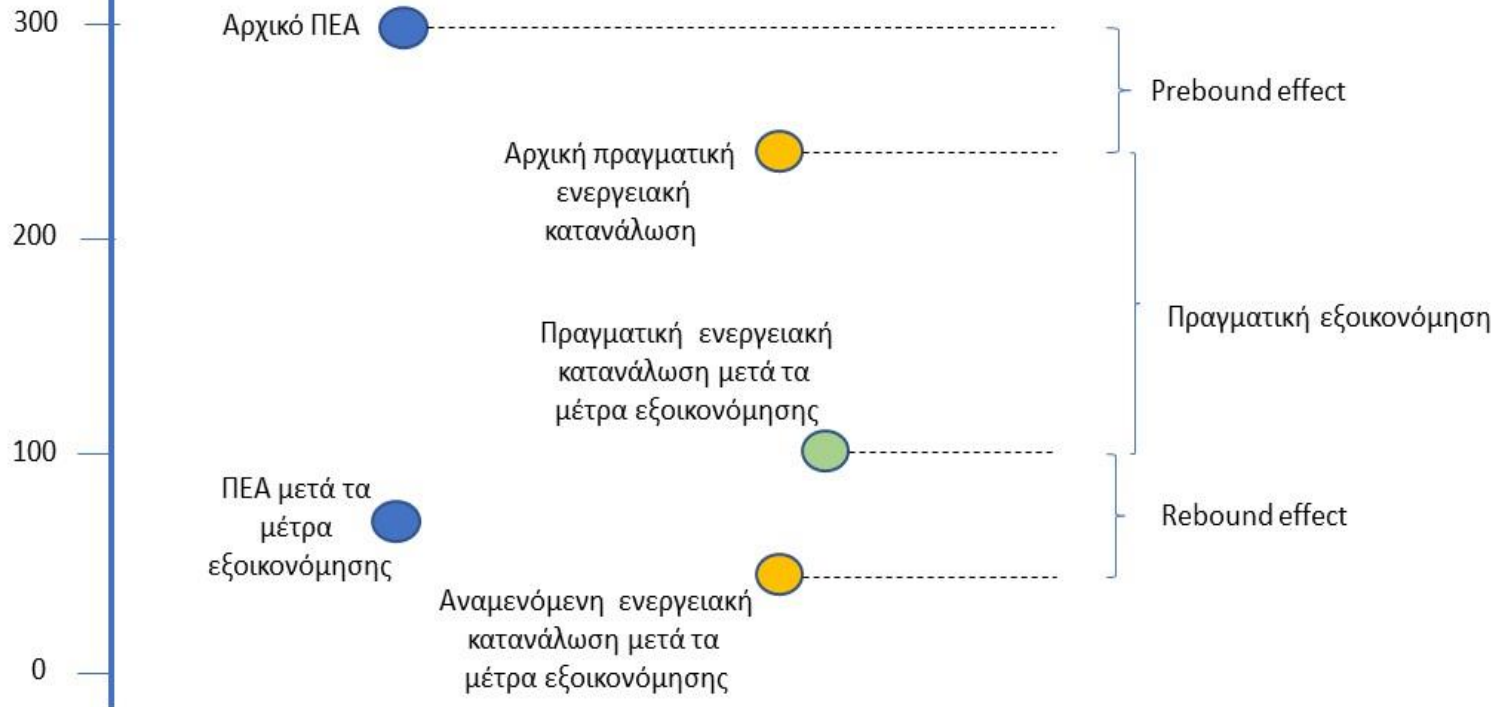 300
Αρχικό ΠΕΑ
Prebound effect
Αρχική πραγματική
ενεργειακή
κατανάλωση
200
Πραγματική εξοικονόμηση
Πραγματική ενεργειακή
κατανάλωση μετά τα
μέτρα εξοικονόμησης
100
ΠΕΑ μετά τα
μέτρα
εξοικονόμησης
Rebound effect
Αναμενόμενη ενεργειακή
κατανάλωση μετά τα
μέτρα εξοικονόμησης
0